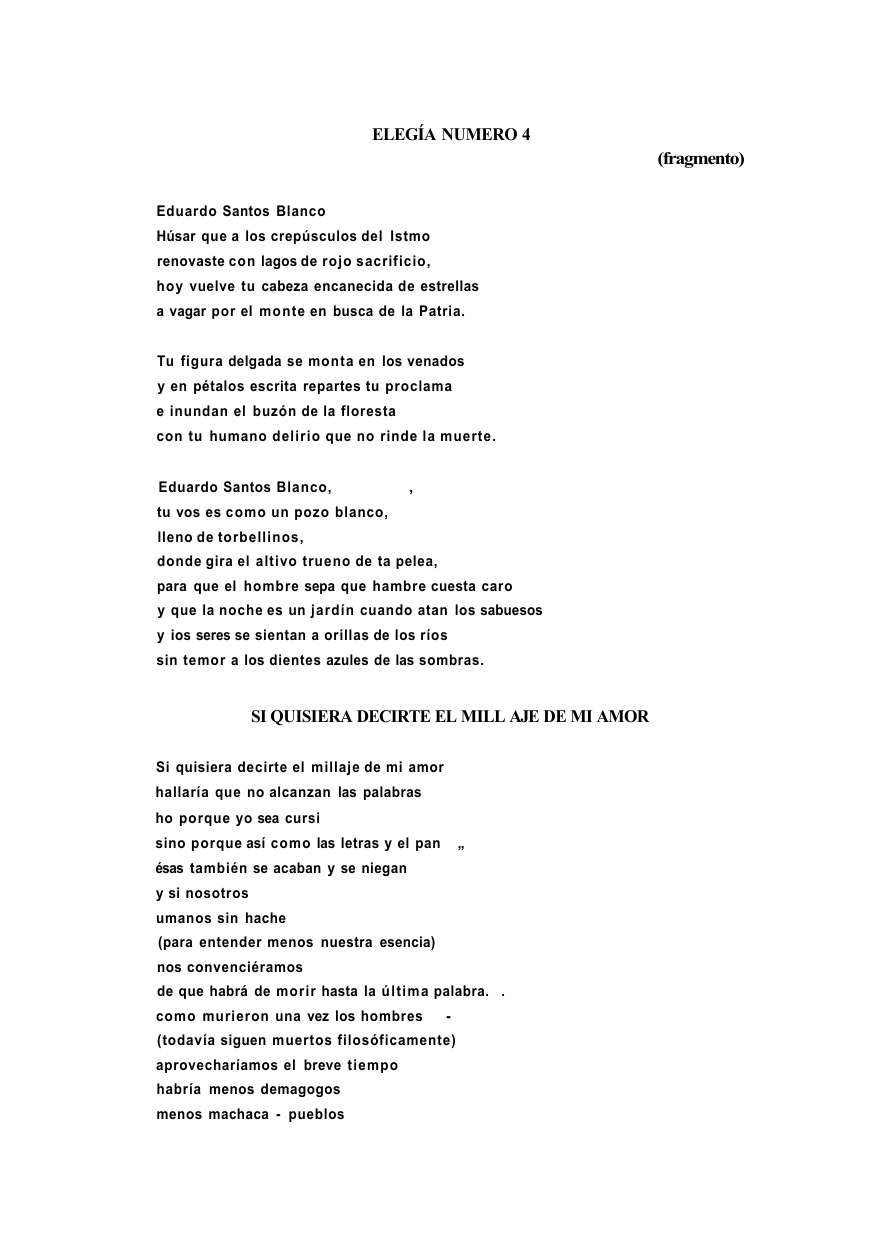 ELEGÍA NUMERO 4
(fragmento)
Eduardo Santos Blanco
Húsar que a los crepúsculos del Istmo
renovaste con lagos de rojo sacrificio,
hoy vuelve tu cabeza encanecida de estrellas
a vagar por el monte en busca de la Patria.
Tu figura delgada se monta en los venados
y en pétalos escrita repartes tu proclama
e inundan el buzón de la floresta
con tu humano delirio que no rinde la muerte.
Eduardo Santos Blanco, ,
tu vos es como un pozo blanco,
lleno de torbellinos,
donde gira el altivo trueno de ta pelea,
para que el hombre sepa que hambre cuesta caro
y que la noche es un jardín cuando atan los sabuesos
y ios seres se sientan a orillas de los ríos
sin temor a los dientes azules de las sombras.
SI QUISIERA DECIRTE EL MILL AJE DE MI AMOR
Si quisiera decirte el millaje de mi amor
hallaría que no alcanzan las palabras
ho porque yo sea cursi
sino porque así como las letras y el pan „
ésas también se acaban y se niegan
y si nosotros
umanos sin hache
(para entender menos nuestra esencia)
nos convenciéramos
de que habrá de morir hasta la última palabra. .
como murieron una vez los hombres -
(todavía siguen muertos filosóficamente)
aprovecharíamos el breve tiempo
habría menos demagogos
menos machaca - pueblos